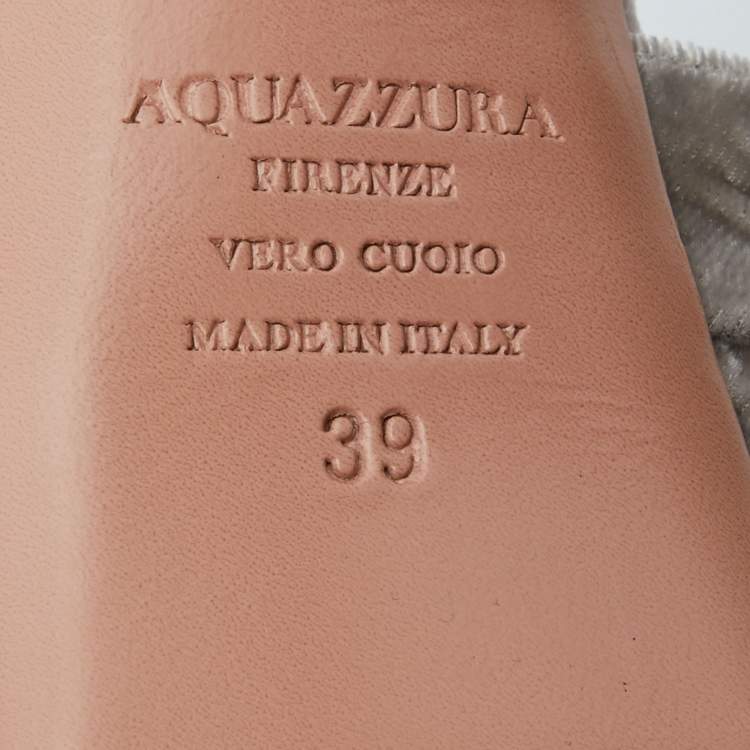 AQUAZZURA
FIRENZE
VERO CUOIO
MADE IN ITALY
39